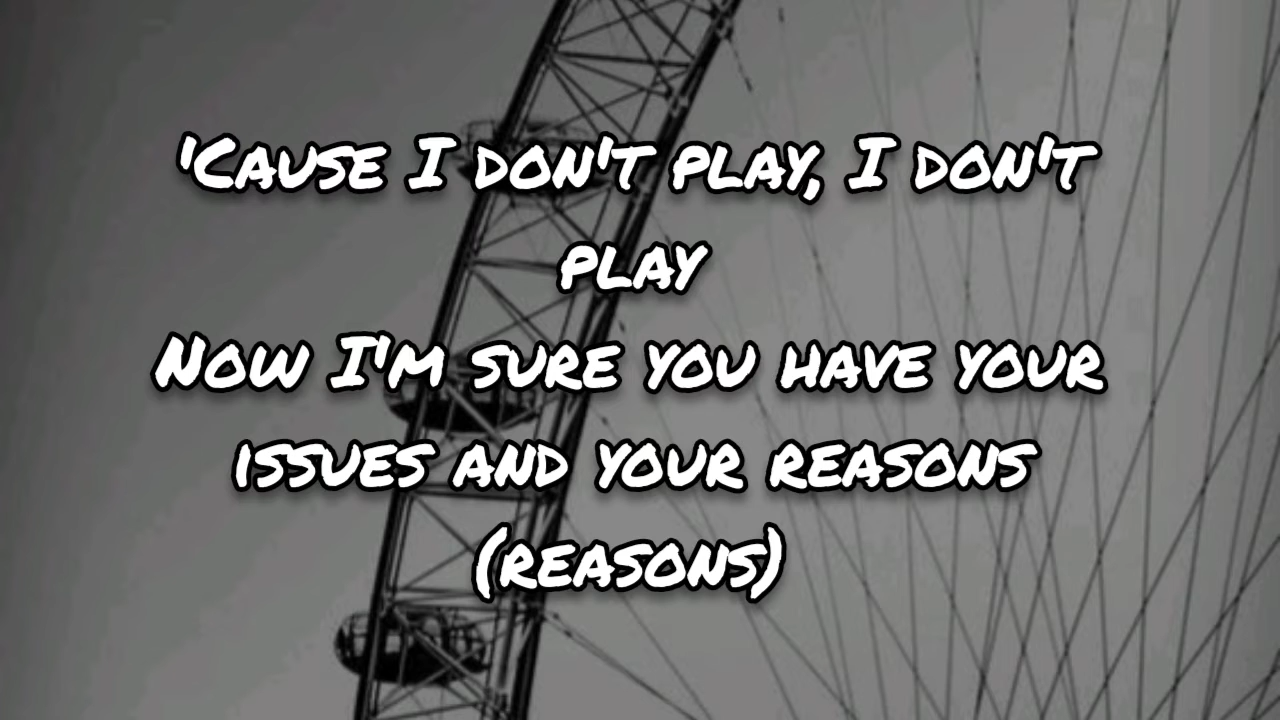 'Cause I don't play, I don't
play
Now I'm sure you have your
issues and your reasons
(reasons)